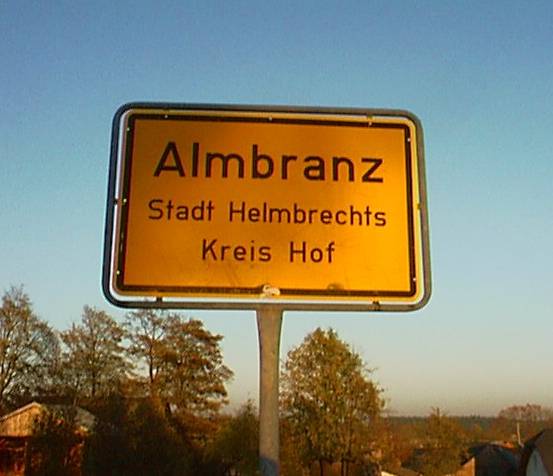 Almbranz
Stadt Helmbrechts
Kreis Hof